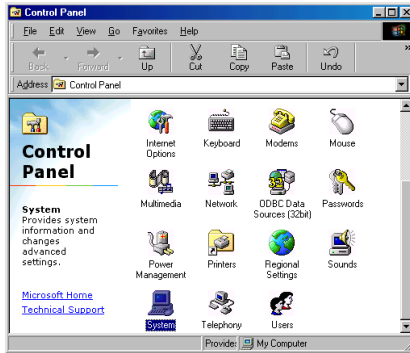 Control Panel
File Edit View Go Favorites Help
Back Forward Up Cut Copy Paste Undo
Address Control Panel
Control
Panel
System
Provides system
information and
changes
advanced
settings.
Microsoft Home
Technical Support
Internet
Options
Keyboard
Modems
Mouse
Multimedia
Network
ODBC Data
Sources (32bit)
Passwords
Power
Management
Printers
Regional
Settings
Sounds
System
Telephony
Users
Provides My Computer